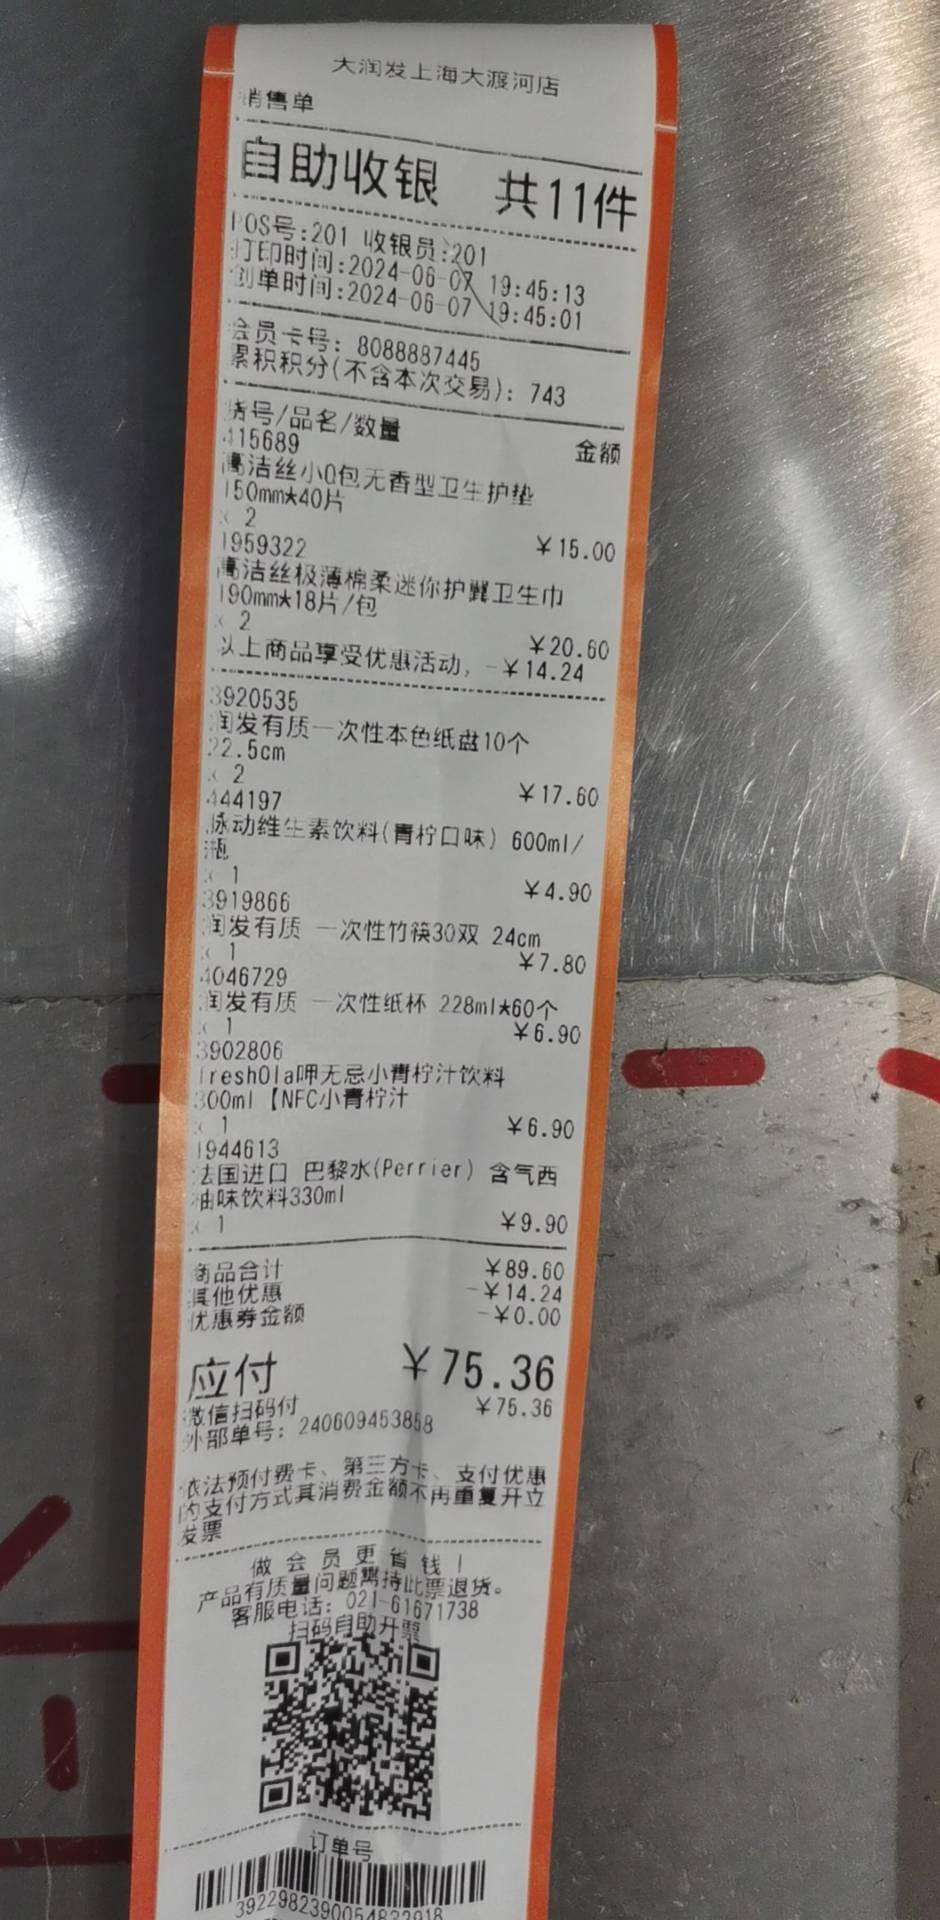 大润发上海大渡河店
销售单
自助收银 共11件
POS号:201 收银员:201
打印时间:2024-06-07 19:45:13
创单时间:2024-06-07 19:45:01
会员卡号: 8088887445
累积积分(不含本次交易): 743
货号/品名/数量 金额
415689
高洁丝小Q包无香型卫生护垫
150mm*40片
x 2 ¥15.00
1959322
高洁丝极薄棉柔迷你护翼卫生巾
190mm*18片/包
x 2 ¥20.60
以上商品享受优惠活动, -¥14.24
3920535
润发有质一次性本色纸盘10个
22.5cm
x 2 ¥17.60
444197
脉动维生素饮料(青柠口味) 600ml/
瓶
x 1 ¥4.90
3919866
润发有质 一次性竹筷30双 24cm
x 1 ¥7.80
4046729
润发有质 一次性纸杯 228ml*60个
x 1 ¥6.90
3902806
freshOla呷无忌小青柠汁饮料
300ml【NFC小青柠汁
x 1 ¥6.90
1944613
法国进口 巴黎水(Perrier) 含气西
柚味饮料330ml
x 1 ¥9.90
商品合计 ¥89.60
其他优惠 -¥14.24
优惠券金额 -¥0.00
应付 ¥75.36
微信扫码付 ¥75.36
外部单号: 240609453858
依法预付费卡、第三方卡、支付优惠
的支付方式其消费金额不再重复开立
发票
做会员更省钱!
产品有质量问题需持此票退货。
客服电话: 021-61671738
扫码自助开票
订单号